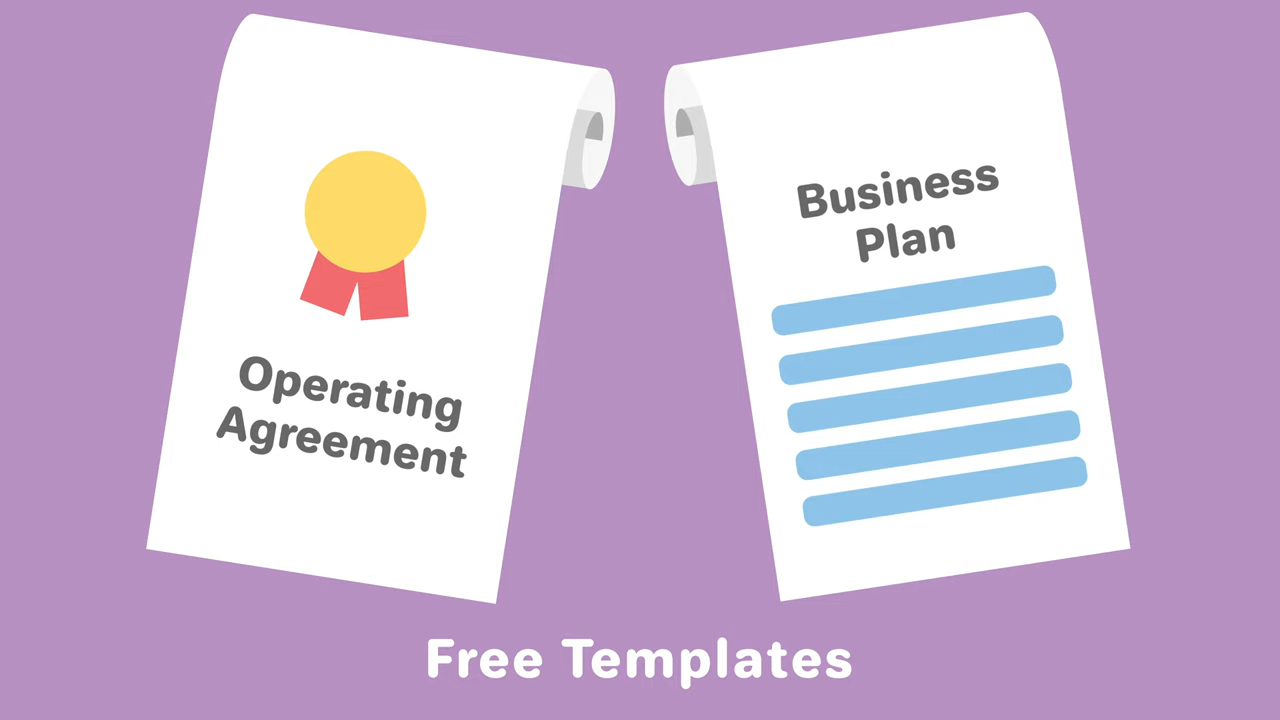 Operating
Agreement
Business
Plan
Free Templates